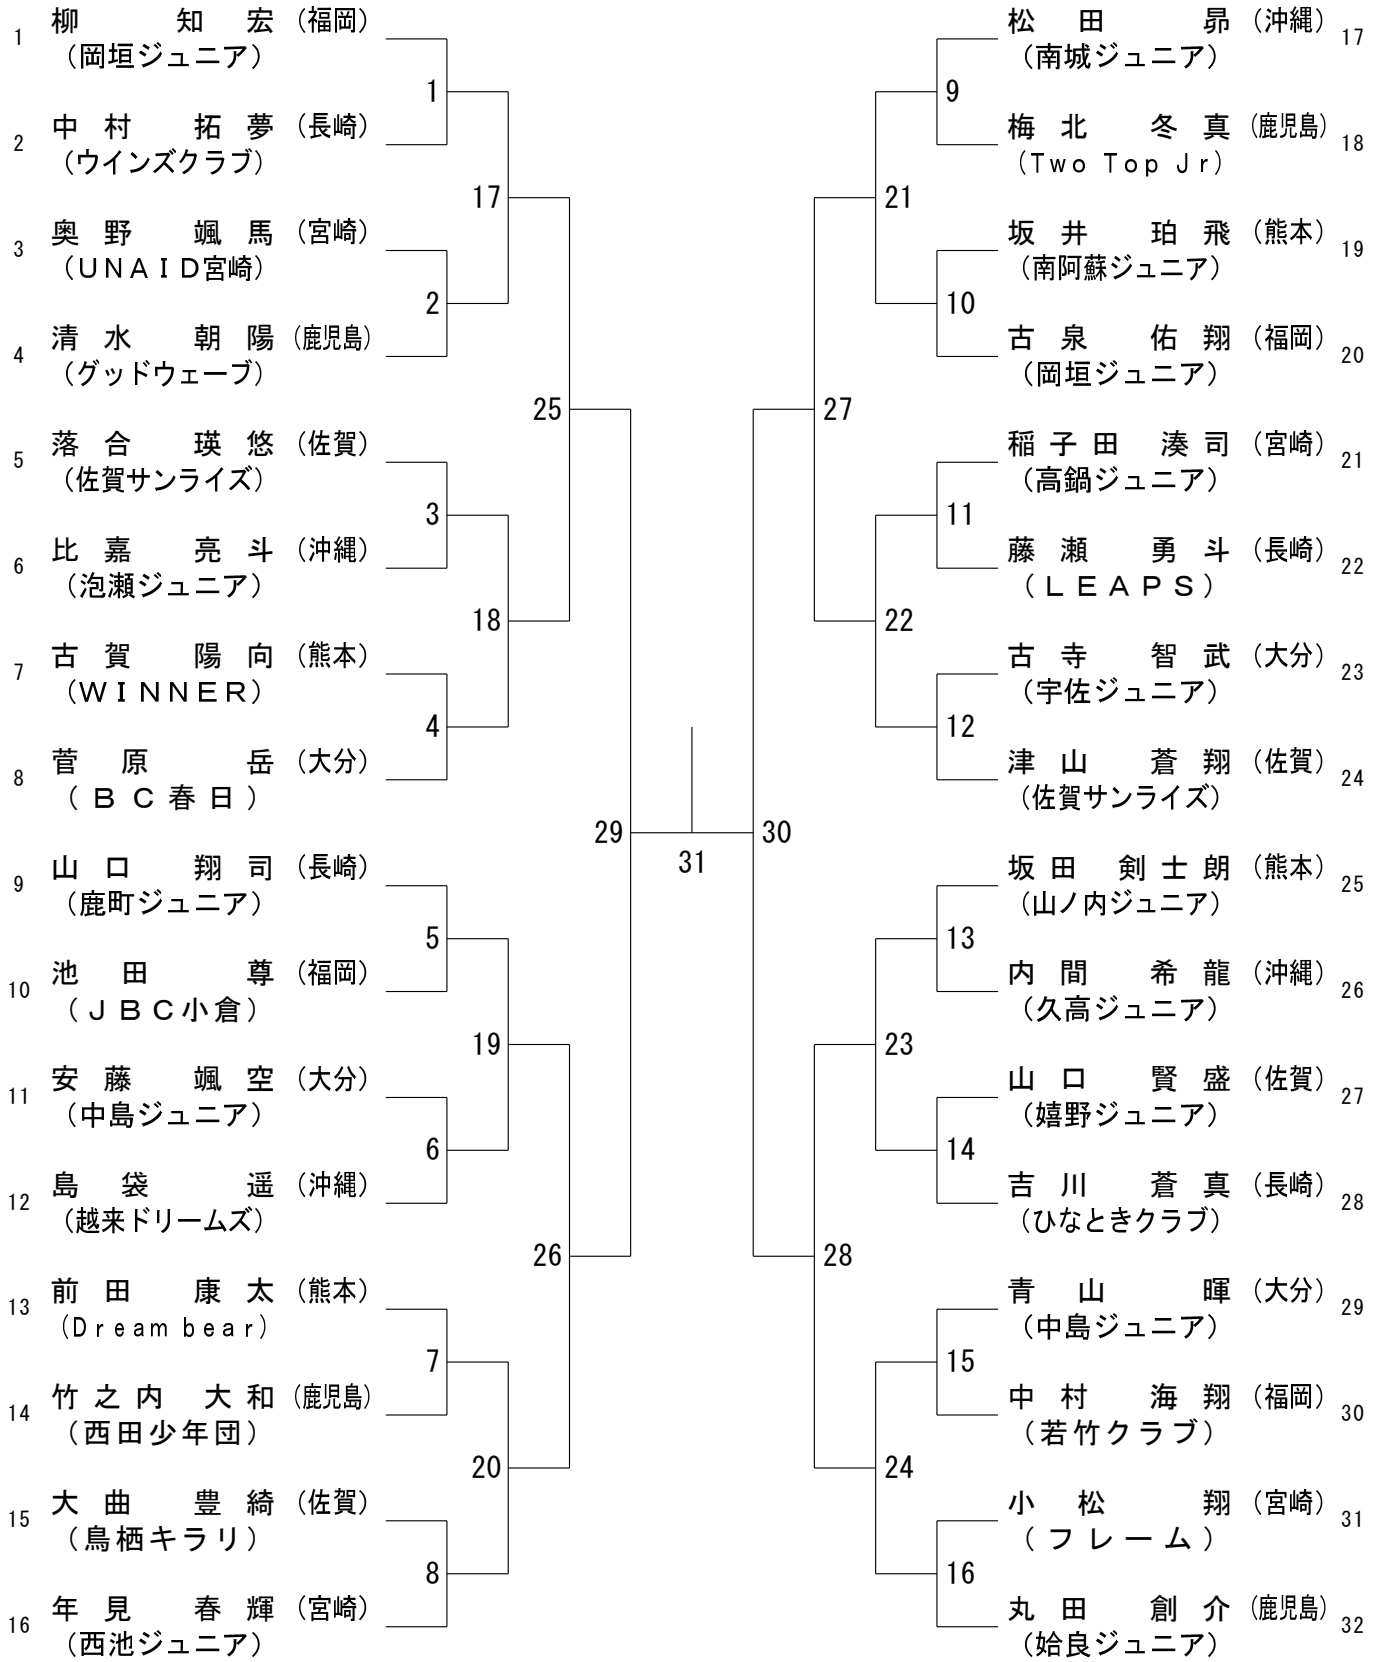 1 柳 知宏 (福岡)
(岡垣ジュニア)
2 中村 拓夢 (長崎)
(ウインズクラブ)
3 奥野 颯馬 (宮崎)
(UNAID宮崎)
4 清水 朝陽 (鹿児島)
(グッドウェーブ)
5 落合 瑛悠 (佐賀)
(佐賀サンライズ)
6 比嘉 亮斗 (沖縄)
(泡瀬ジュニア)
7 古賀 陽向 (熊本)
(WINNER)
8 菅原 岳 (大分)
(BC春日)
9 山口 翔司 (長崎)
(鹿町ジュニア)
10 池田 尊 (福岡)
(JBC小倉)
11 安藤 颯空 (大分)
(中島ジュニア)
12 島袋 遥 (沖縄)
(越来ドリームズ)
13 前田 康太 (熊本)
(Dream bear)
14 竹之内 大和 (鹿児島)
(西田少年団)
15 大曲 豊綺 (佐賀)
(鳥栖キラリ)
16 年見 春輝 (宮崎)
(西池ジュニア)
1
2
3
4
5
6
7
8
17
18
19
20
25
26
29
31
30
27
28
21
22
23
24
9
10
11
12
13
14
15
16
松田 昴 (沖縄) 17
(南城ジュニア)
梅北 冬真 (鹿児島) 18
(Two Top Jr)
坂井 珀飛 (熊本) 19
(南阿蘇ジュニア)
古泉 佑翔 (福岡) 20
(岡垣ジュニア)
稲子田 湊司 (宮崎) 21
(高鍋ジュニア)
藤瀬 勇斗 (長崎) 22
(LEAPS)
古寺 智武 (大分) 23
(宇佐ジュニア)
津山 蒼翔 (佐賀) 24
(佐賀サンライズ)
坂田 剣士朗 (熊本) 25
(山ノ内ジュニア)
内間 希龍 (沖縄) 26
(久高ジュニア)
山口 賢盛 (佐賀) 27
(嬉野ジュニア)
吉川 蒼真 (長崎) 28
(ひなときクラブ)
青山 暉 (大分) 29
(中島ジュニア)
中村 海翔 (福岡) 30
(若竹クラブ)
小松 翔 (宮崎) 31
(フレーム)
丸田 創介 (鹿児島) 32
(姶良ジュニア)